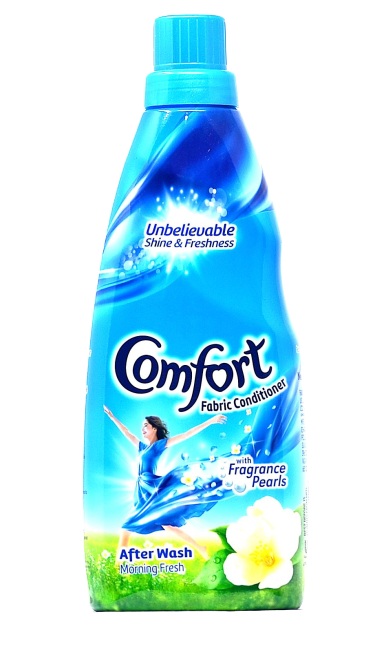 Unbelievable
Shine & Freshness
Comfort
Fabric Conditioner
with
Fragrance
Pearls
After Wash
Morning Fresh